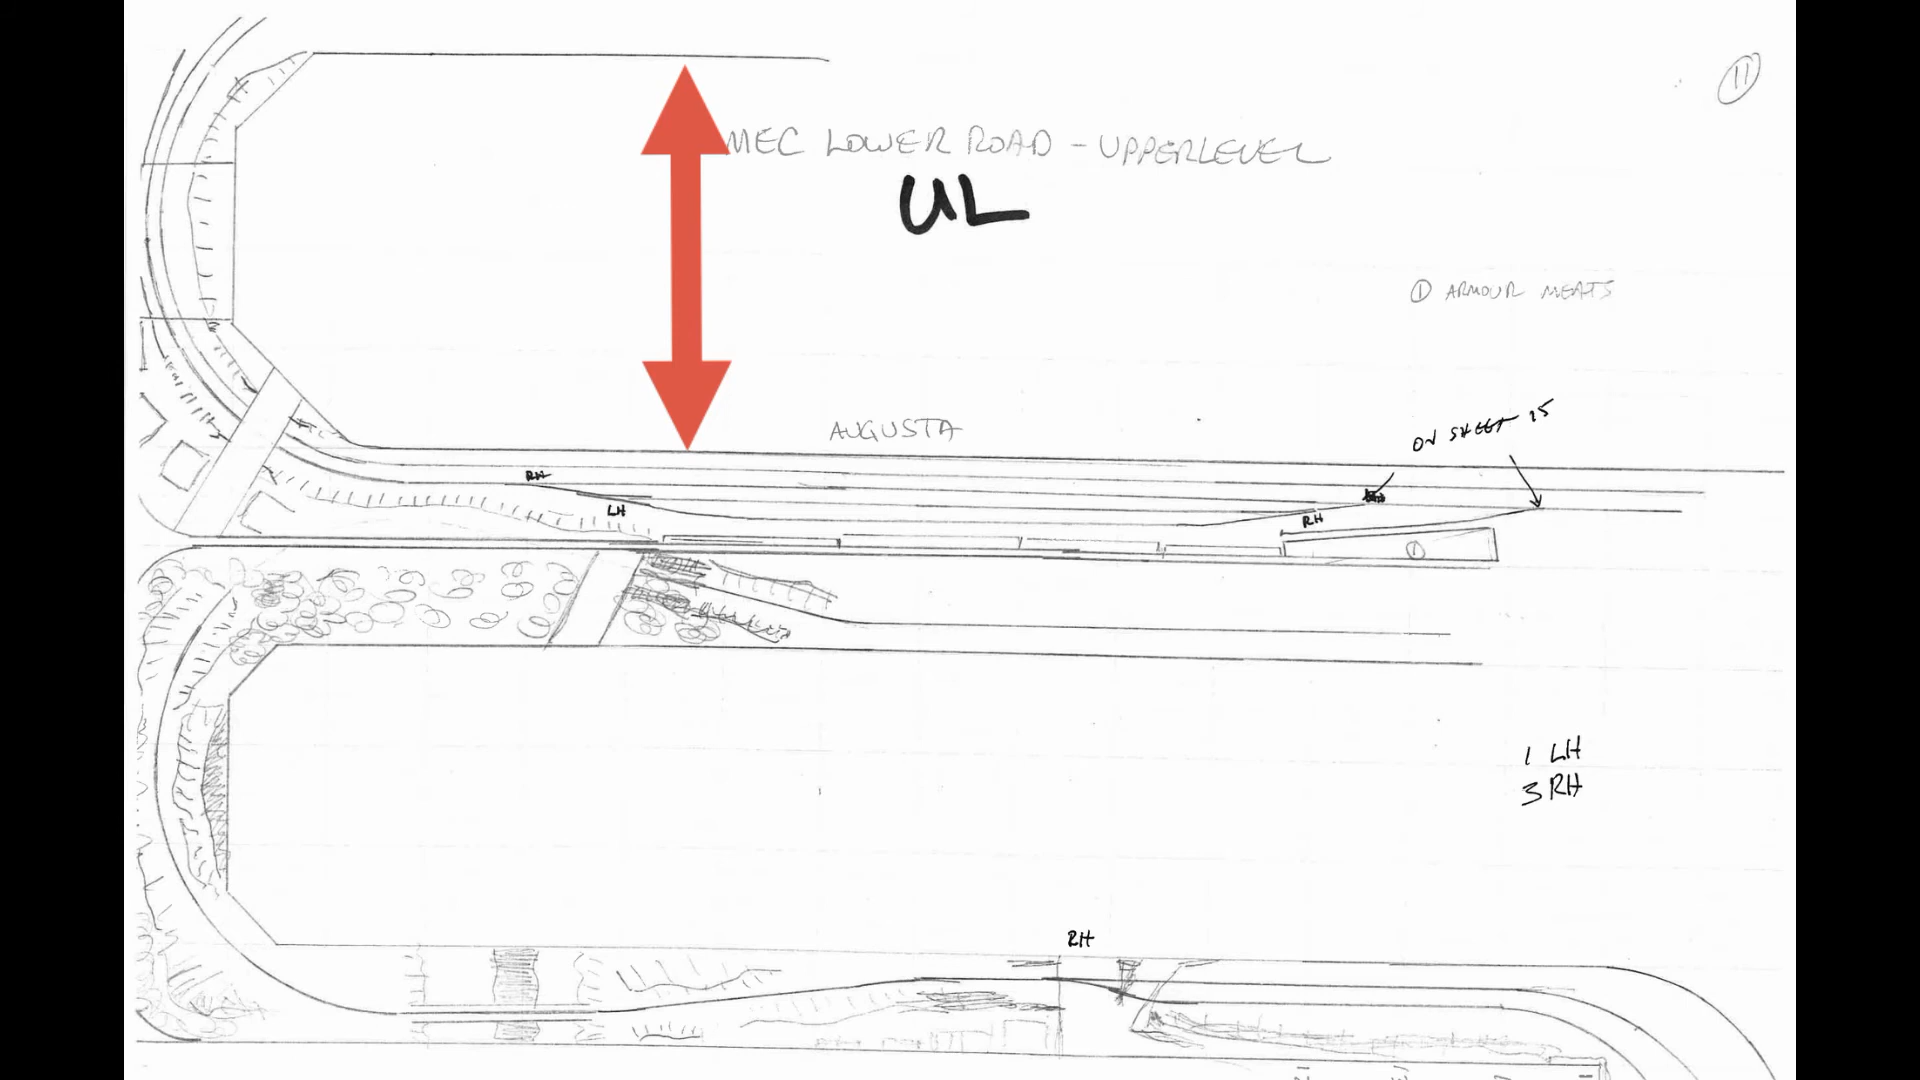 11
MEC LOWER ROAD - UPPERLEVEL
UL
① ARMOUR MEATS
ON SHEET 15
AUGUSTA
RH
LH
RH
①
1 LH
3 RH
RH